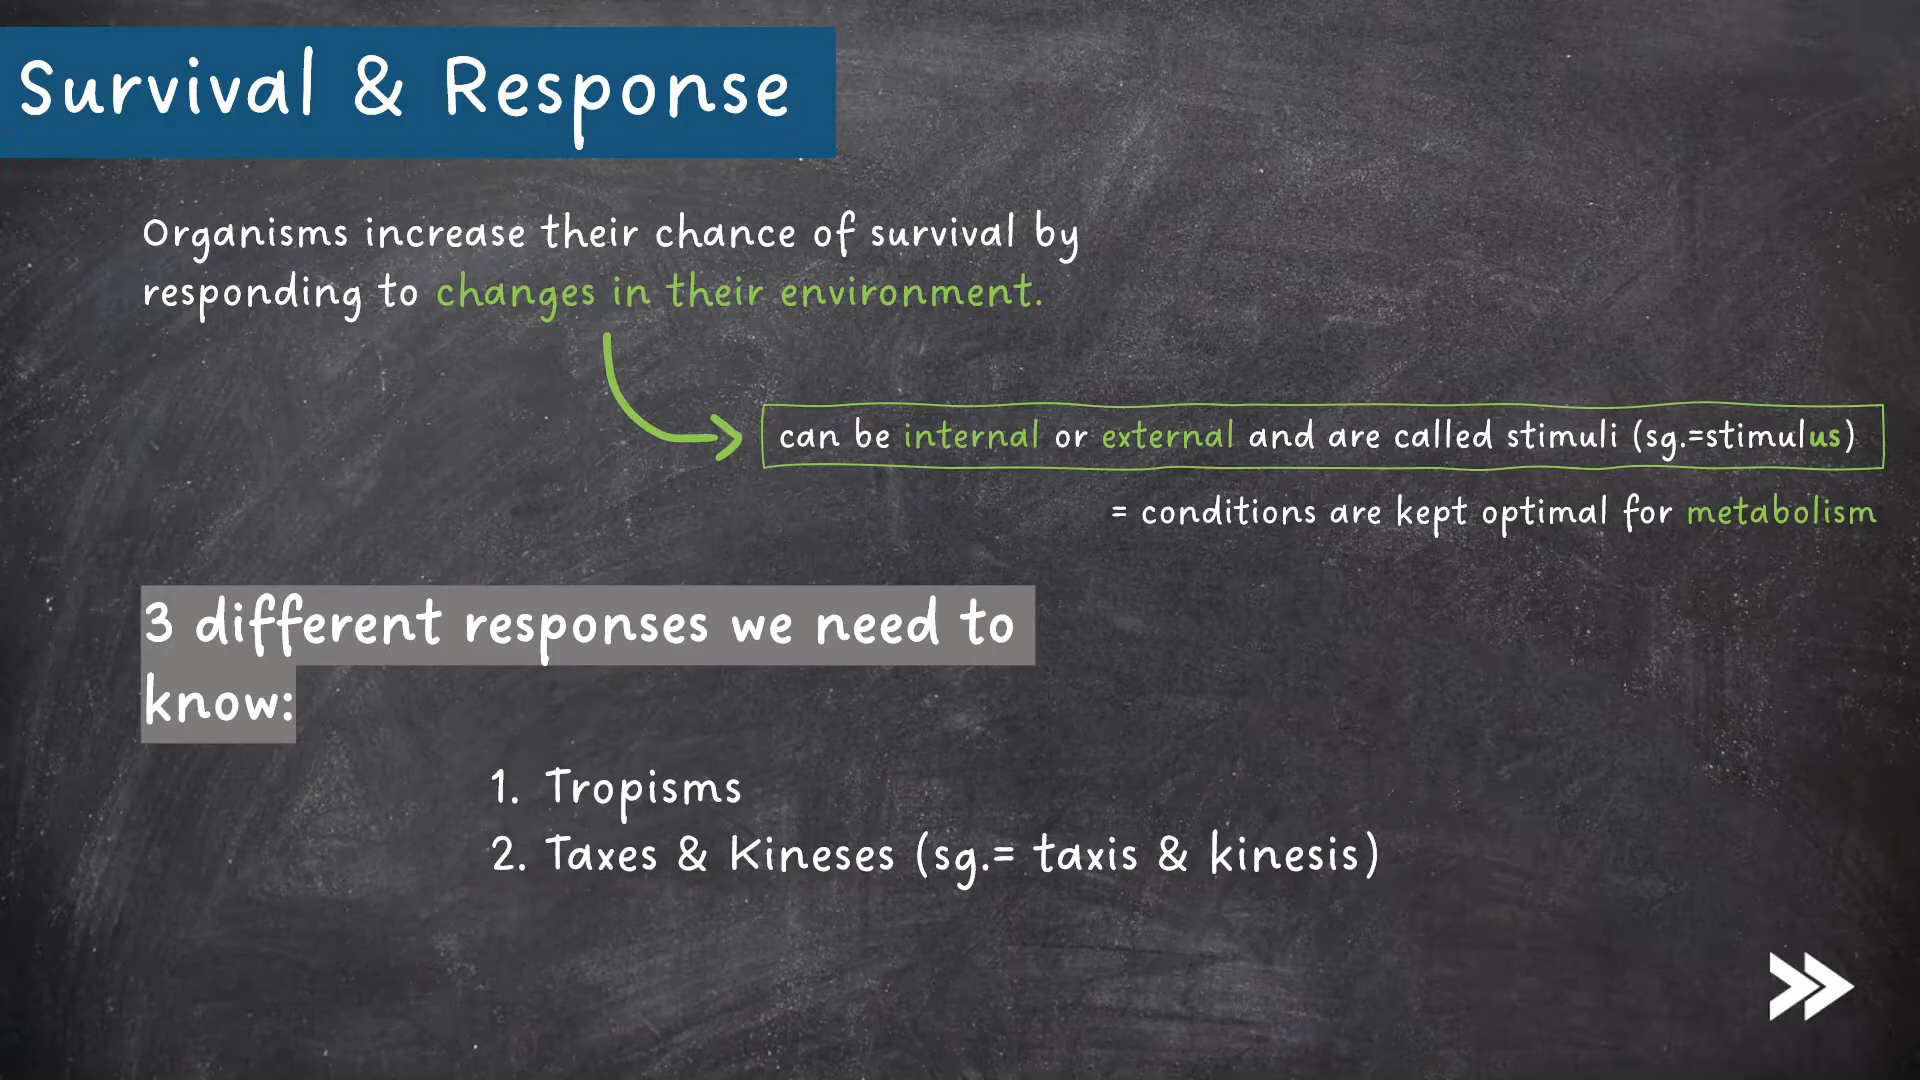 Survival & Response
Organisms increase their chance of survival by
responding to changes in their environment.
can be internal or external and are called stimuli (sg.=stimulus)
= conditions are kept optimal for metabolism
3 different responses we need to
know:
1. Tropisms
2. Taxes & Kineses (sg.= taxis & kinesis)